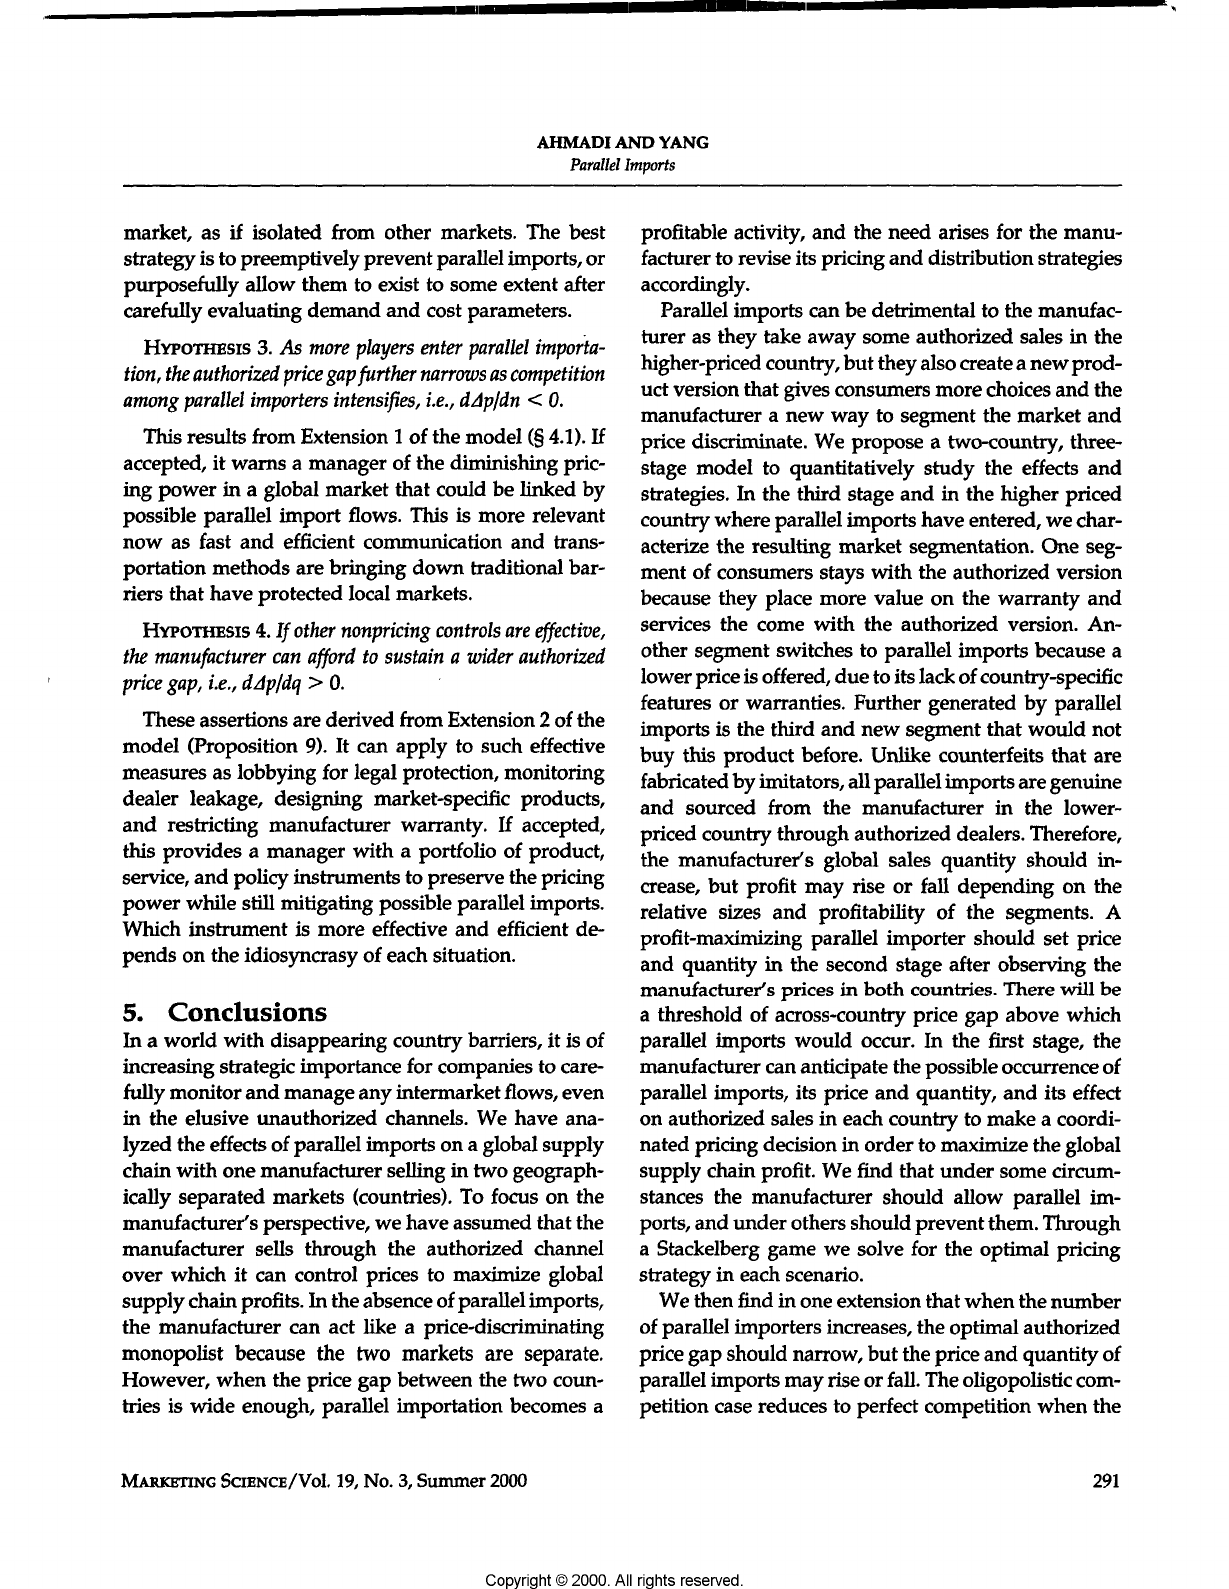 AHMADI AND YANG
Parallel Imports
market, as if isolated from other markets. The best
strategy is to preemptively prevent parallel imports, or
purposefully allow them to exist to some extent after
carefully evaluating demand and cost parameters.
HYPOTHESIS 3. As more players enter parallel importa-
tion, the authorized price gap further narrows as competition
among parallel importers intensifies, i.e., dΔp/dn < 0.
This results from Extension 1 of the model (§ 4.1). If
accepted, it warns a manager of the diminishing pric-
ing power in a global market that could be linked by
possible parallel import flows. This is more relevant
now as fast and efficient communication and trans-
portation methods are bringing down traditional bar-
riers that have protected local markets.
HYPOTHESIS 4. If other nonpricing controls are effective,
the manufacturer can afford to sustain a wider authorized
price gap, i.e., dΔp/dq > 0.
These assertions are derived from Extension 2 of the
model (Proposition 9). It can apply to such effective
measures as lobbying for legal protection, monitoring
dealer leakage, designing market-specific products,
and restricting manufacturer warranty. If accepted,
this provides a manager with a portfolio of product,
service, and policy instruments to preserve the pricing
power while still mitigating possible parallel imports.
Which instrument is more effective and efficient de-
pends on the idiosyncrasy of each situation.
5. Conclusions
In a world with disappearing country barriers, it is of
increasing strategic importance for companies to care-
fully monitor and manage any intermarket flows, even
in the elusive unauthorized channels. We have ana-
lyzed the effects of parallel imports on a global supply
chain with one manufacturer selling in two geograph-
ically separated markets (countries). To focus on the
manufacturer's perspective, we have assumed that the
manufacturer sells through the authorized channel
over which it can control prices to maximize global
supply chain profits. In the absence of parallel imports,
the manufacturer can act like a price-discriminating
monopolist because the two markets are separate.
However, when the price gap between the two coun-
tries is wide enough, parallel importation becomes a
profitable activity, and the need arises for the manu-
facturer to revise its pricing and distribution strategies
accordingly.
Parallel imports can be detrimental to the manufac-
turer as they take away some authorized sales in the
higher-priced country, but they also create a new prod-
uct version that gives consumers more choices and the
manufacturer a new way to segment the market and
price discriminate. We propose a two-country, three-
stage model to quantitatively study the effects and
strategies. In the third stage and in the higher priced
country where parallel imports have entered, we char-
acterize the resulting market segmentation. One seg-
ment of consumers stays with the authorized version
because they place more value on the warranty and
services the come with the authorized version. An-
other segment switches to parallel imports because a
lower price is offered, due to its lack of country-specific
features or warranties. Further generated by parallel
imports is the third and new segment that would not
buy this product before. Unlike counterfeits that are
fabricated by imitators, all parallel imports are genuine
and sourced from the manufacturer in the lower-
priced country through authorized dealers. Therefore,
the manufacturer's global sales quantity should in-
crease, but profit may rise or fall depending on the
relative sizes and profitability of the segments. A
profit-maximizing parallel importer should set price
and quantity in the second stage after observing the
manufacturer's prices in both countries. There will be
a threshold of across-country price gap above which
parallel imports would occur. In the first stage, the
manufacturer can anticipate the possible occurrence of
parallel imports, its price and quantity, and its effect
on authorized sales in each country to make a coordi-
nated pricing decision in order to maximize the global
supply chain profit. We find that under some circum-
stances the manufacturer should allow parallel im-
ports, and under others should prevent them. Through
a Stackelberg game we solve for the optimal pricing
strategy in each scenario.
We then find in one extension that when the number
of parallel importers increases, the optimal authorized
price gap should narrow, but the price and quantity of
parallel imports may rise or fall. The oligopolistic com-
petition case reduces to perfect competition when the
MARKETING SCIENCE/Vol. 19, No. 3, Summer 2000
291
Copyright © 2000. All rights reserved.